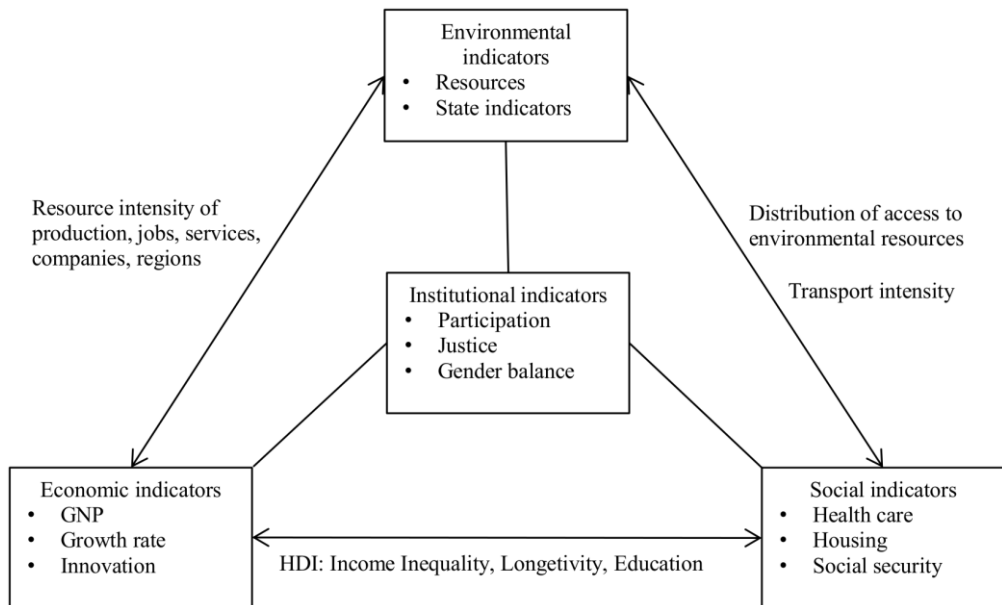 Environmental
indicators
• Resources
• State indicators
Resource intensity of
production, jobs, services,
companies, regions
Distribution of access to
environmental resources
Transport intensity
Institutional indicators
• Participation
• Justice
• Gender balance
Economic indicators
• GNP
• Growth rate
• Innovation
HDI: Income Inequality, Longetivity, Education
Social indicators
• Health care
• Housing
• Social security